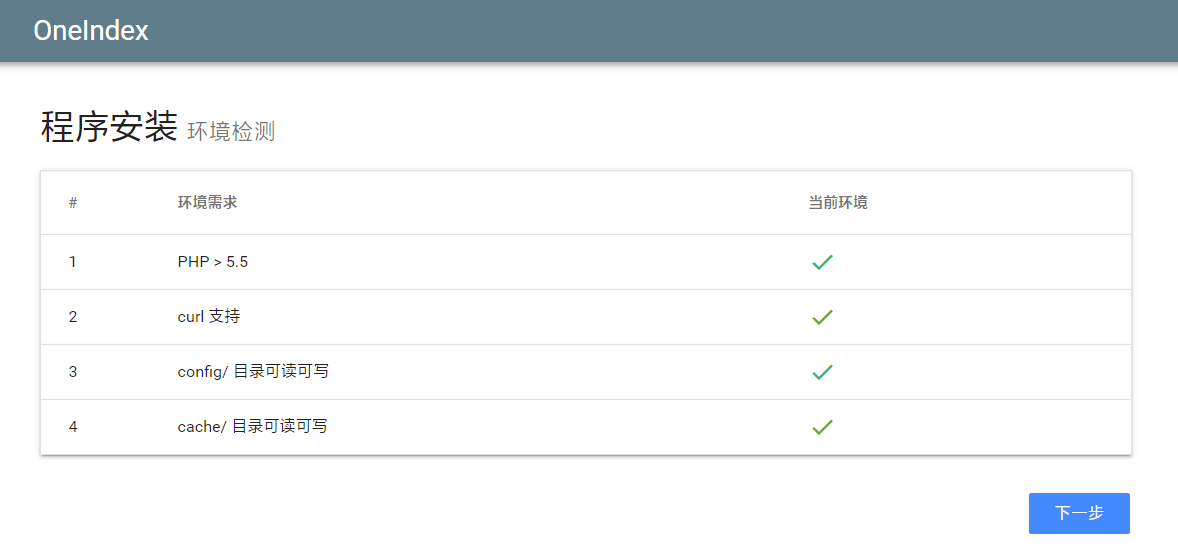 OneIndex
程序安装 环境检测
# 环境需求 当前环境
1 PHP > 5.5
2 curl 支持
3 config/ 目录可读可写
4 cache/ 目录可读可写
下一步